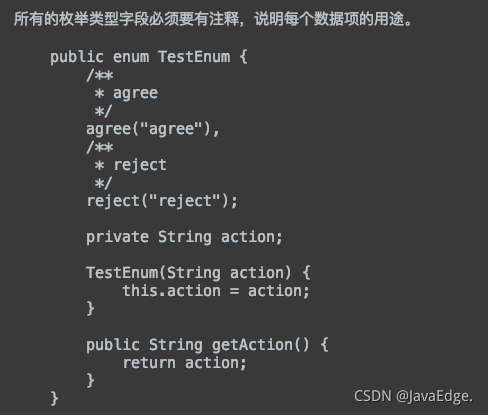 所有的枚举类型字段必须要有注释，说明每个数据项的用途。
public enum TestEnum {
/**
* agree
*/
agree("agree"),
/**
* reject
*/
reject("reject");
private String action;
TestEnum(String action) {
this.action = action;
}
public String getAction() {
return action;
}
}
CSDN @JavaEdge.